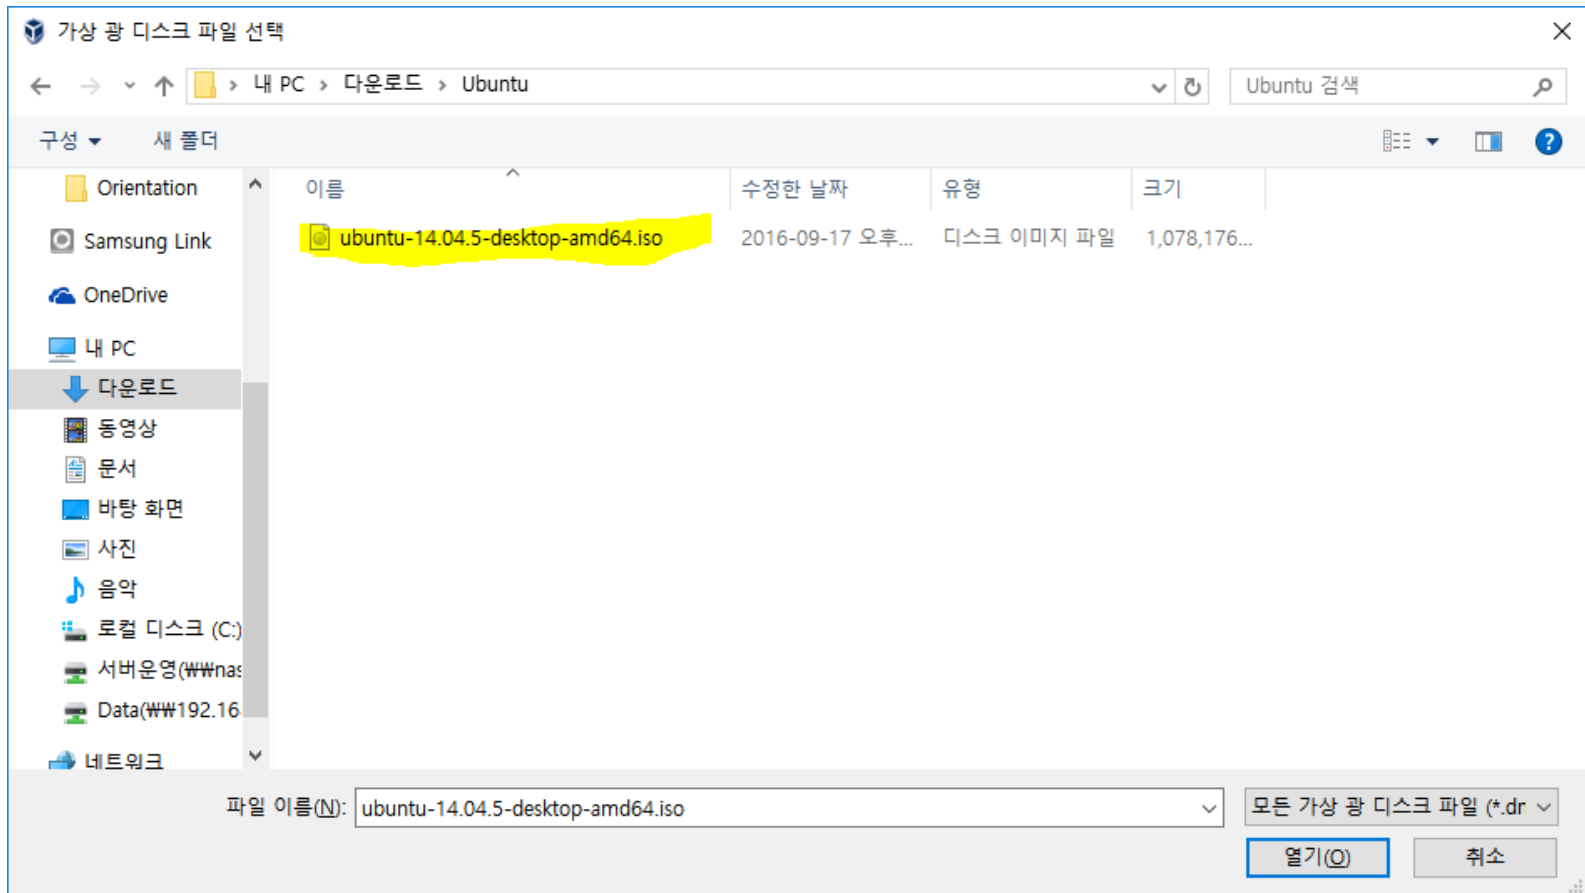 가상 광 디스크 파일 선택
내 PC > 다운로드 > Ubuntu
Ubuntu 검색
구성
새 폴더
이름
수정한 날짜
유형
크기
ubuntu-14.04.5-desktop-amd64.iso
2016-09-17 오후...
디스크 이미지 파일
1,078,176...
Orientation
Samsung Link
OneDrive
내 PC
다운로드
동영상
문서
바탕 화면
사진
음악
로컬 디스크 (C:)
서버운영(₩₩nas
Data(₩₩192.16
네트워크
파일 이름(N):
ubuntu-14.04.5-desktop-amd64.iso
모든 가상 광 디스크 파일 (*.dr
열기(O)
취소